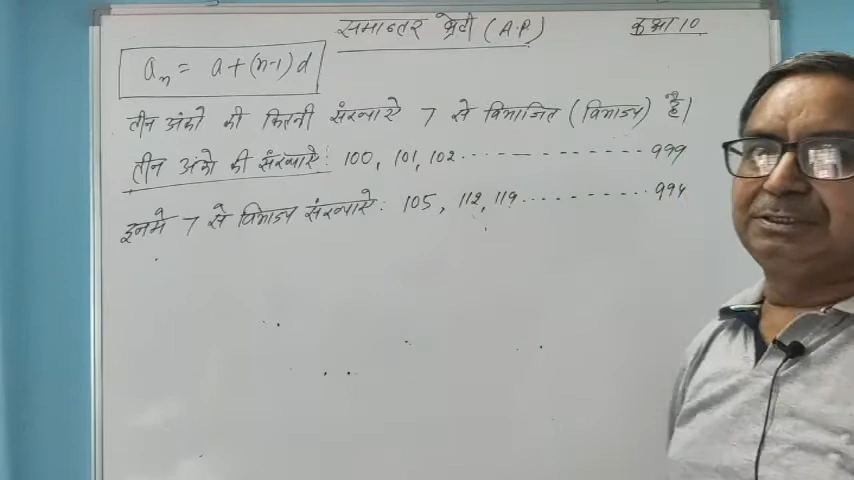 समान्तर श्रेढी (A.P) कक्षा 10
aₙ = a+(n-1)d
तीन अंको की कितनी संख्याऐ 7 से विभाजित (विभाज्य) है।
तीन अंको की संख्याऐ: 100, 101, 102.........999
इनमे 7 से विभाज्य संख्याऐ: 105, 112, 119.........994